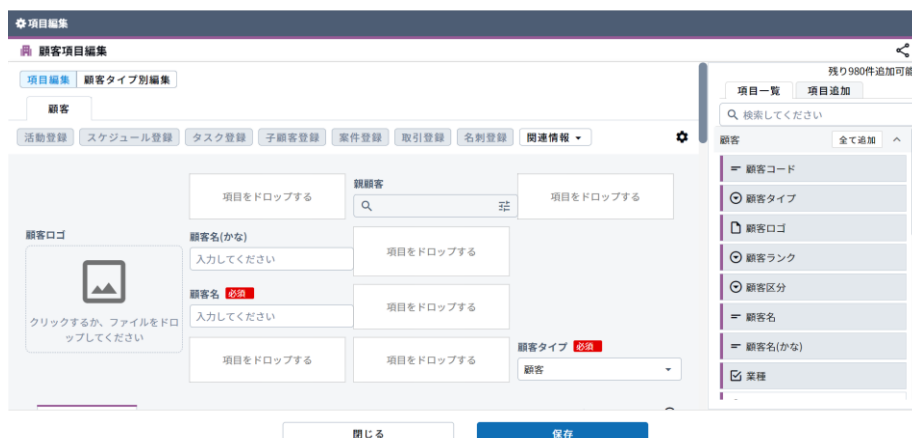 項目編集
顧客項目編集
残り980件追加可能
項目編集 顧客タイプ別編集
項目一覧 項目追加
顧客
検索してください
活動登録 スケジュール登録 タスク登録 子顧客登録 案件登録 取引登録 名刺登録 関連情報
顧客 全て追加
顧客コード
顧客タイプ
顧客ロゴ
顧客ランク
顧客区分
顧客名
顧客名(かな)
業種
項目をドロップする
親顧客
項目をドロップする
顧客ロゴ
クリックするか、ファイルをドロ
ップしてください
顧客名(かな)
入力してください
項目をドロップする
顧客名 必須
入力してください
項目をドロップする
項目をドロップする
項目をドロップする
顧客タイプ 必須
顧客
閉じる 保存